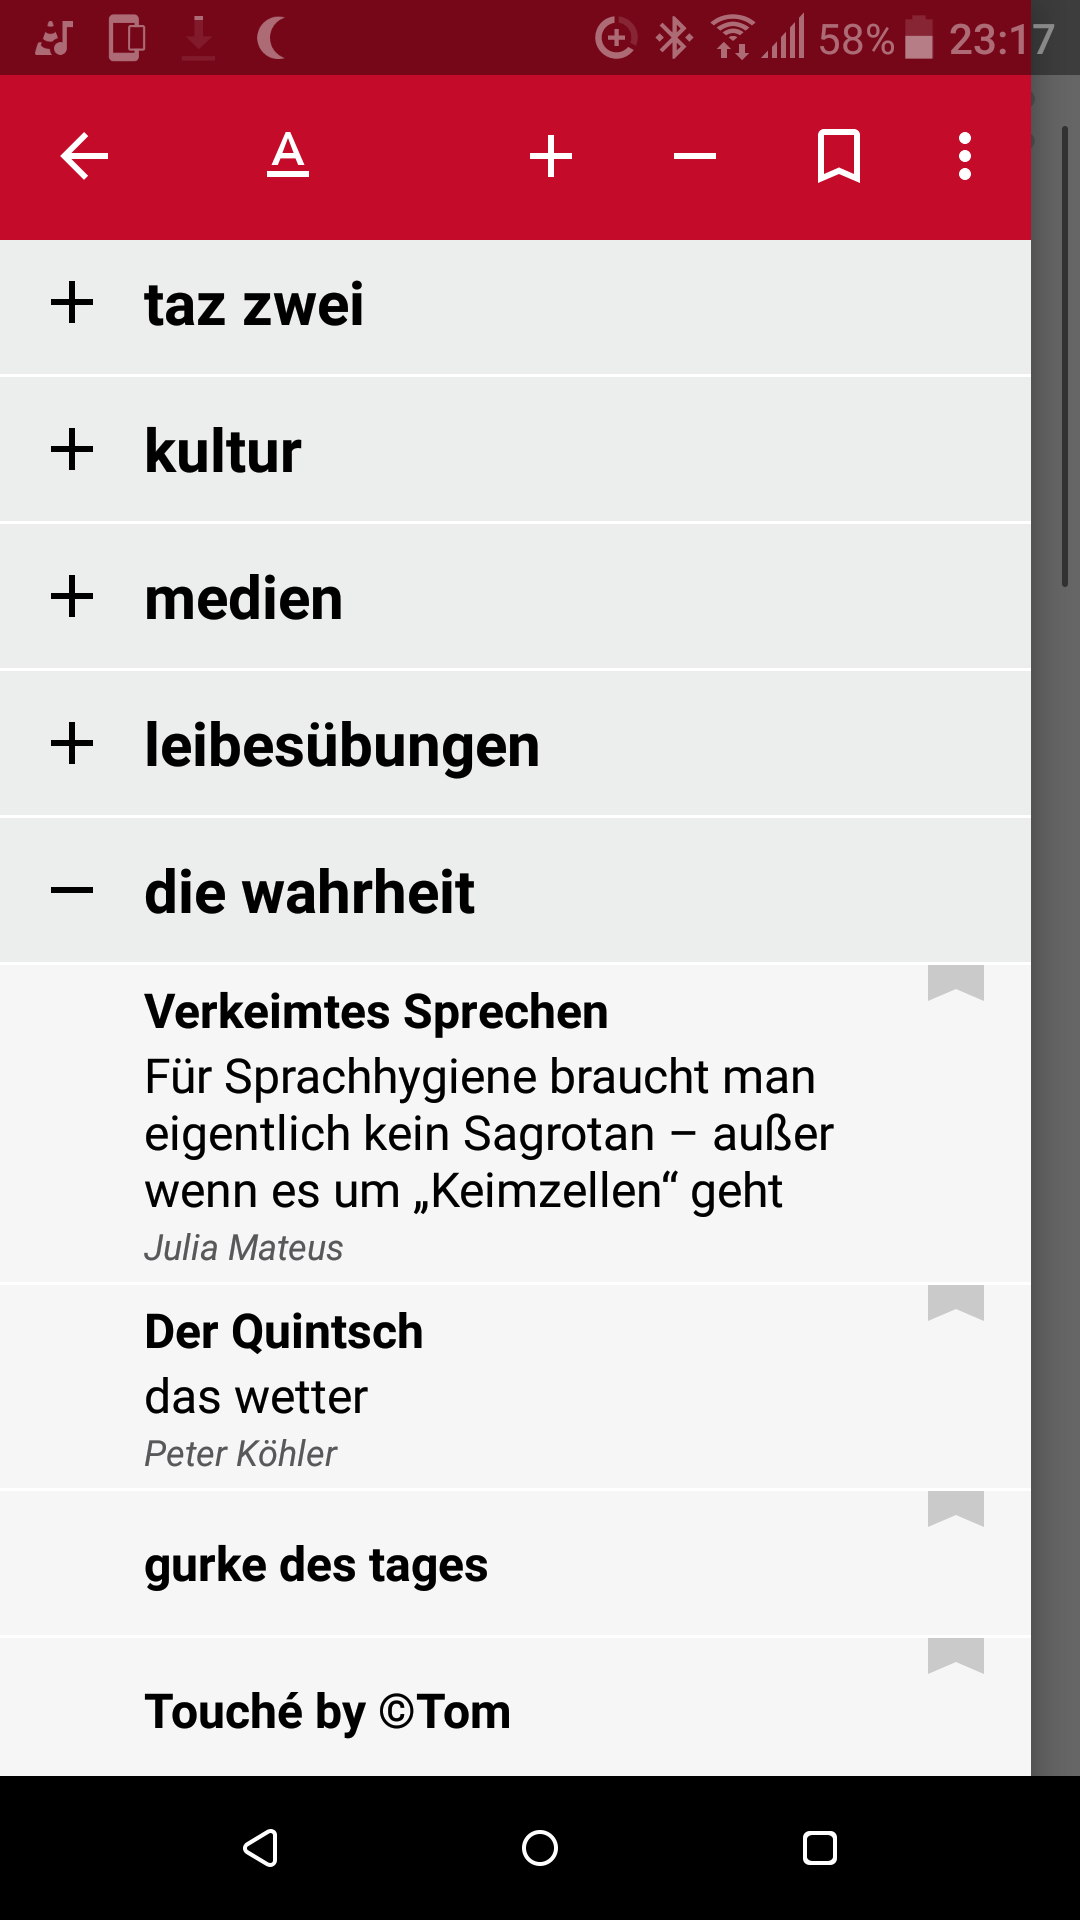 58% 23:17
A
taz zwei
kultur
medien
leibesübungen
die wahrheit
Verkeimtes Sprechen
Für Sprachhygiene braucht man
eigentlich kein Sagrotan – außer
wenn es um „Keimzellen“ geht
Julia Mateus
Der Quintsch
das wetter
Peter Köhler
gurke des tages
Touché by ©Tom